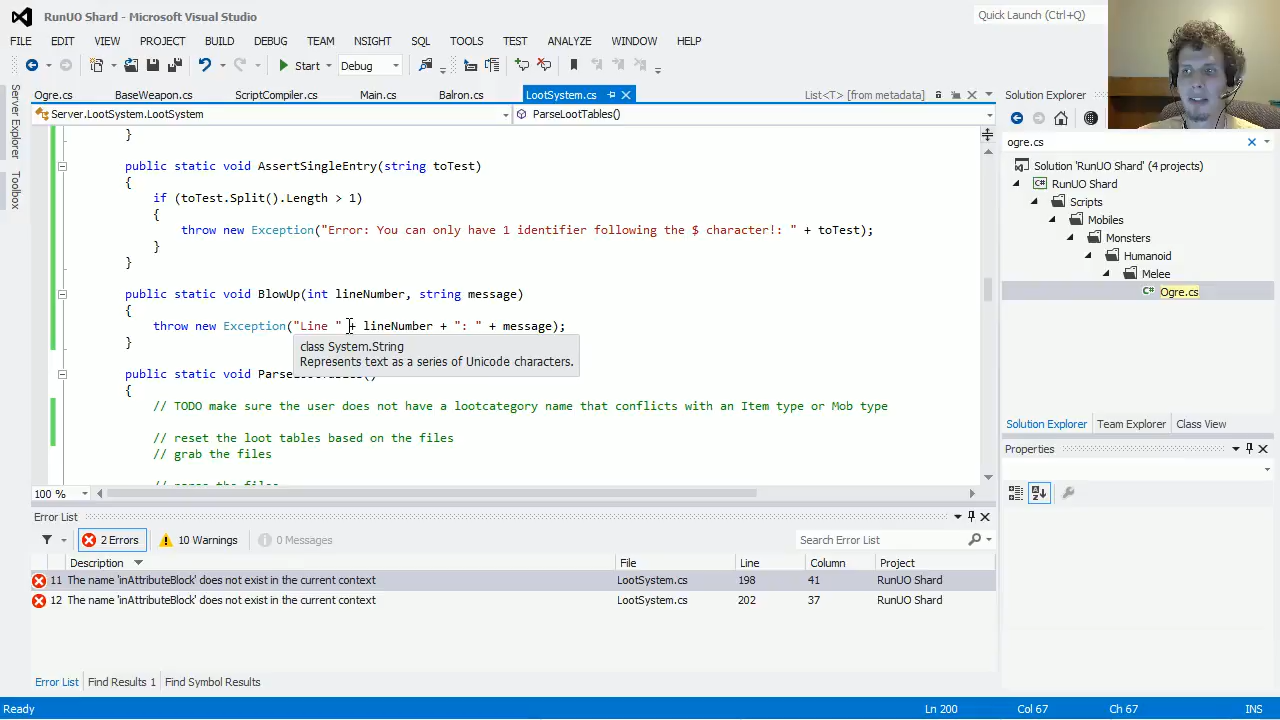 RunUO Shard - Microsoft Visual Studio
Quick Launch (Ctrl+Q)
FILE EDIT VIEW PROJECT BUILD DEBUG TEAM NSIGHT SQL TOOLS TEST ANALYZE WINDOW HELP
Start Debug
Server Explorer
Toolbox
Ogre.cs BaseWeapon.cs ScriptCompiler.cs Main.cs Balron.cs LootSystem.cs List<T> [from metadata]
Server.LootSystem.LootSystem ParseLootTables()
}
public static void AssertSingleEntry(string toTest)
{
if (toTest.Split().Length > 1)
{
throw new Exception("Error: You can only have 1 identifier following the $ character!: " + toTest);
}
}
public static void BlowUp(int lineNumber, string message)
{
throw new Exception("Line " + lineNumber + ": " + message);
}
class System.String
Represents text as a series of Unicode characters.
public static void
{
// TODO make sure the user does not have a lootcategory name that conflicts with an Item type or Mob type
// reset the loot tables based on the files
// grab the files
// parse the files
100 %
Error List
2 Errors 10 Warnings 0 Messages
Search Error List
Description File Line Column Project
11 The name 'inAttributeBlock' does not exist in the current context LootSystem.cs 198 41 RunUO Shard
12 The name 'inAttributeBlock' does not exist in the current context LootSystem.cs 202 37 RunUO Shard
Error List Find Results 1 Find Symbol Results
Solution Explorer
ogre.cs
Solution 'RunUO Shard' (4 projects)
RunUO Shard
Scripts
Mobiles
Monsters
Humanoid
Melee
Ogre.cs
Solution Explorer Team Explorer Class View
Properties
Ready Ln 200 Col 67 Ch 67 INS